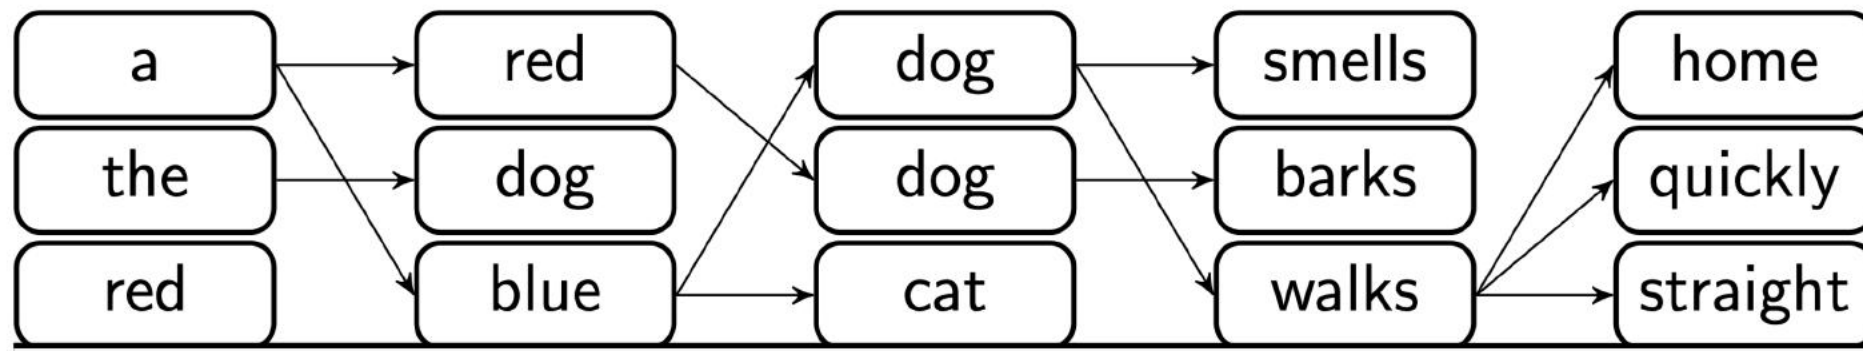 a red dog smells home
the dog dog barks quickly
red blue cat walks straight